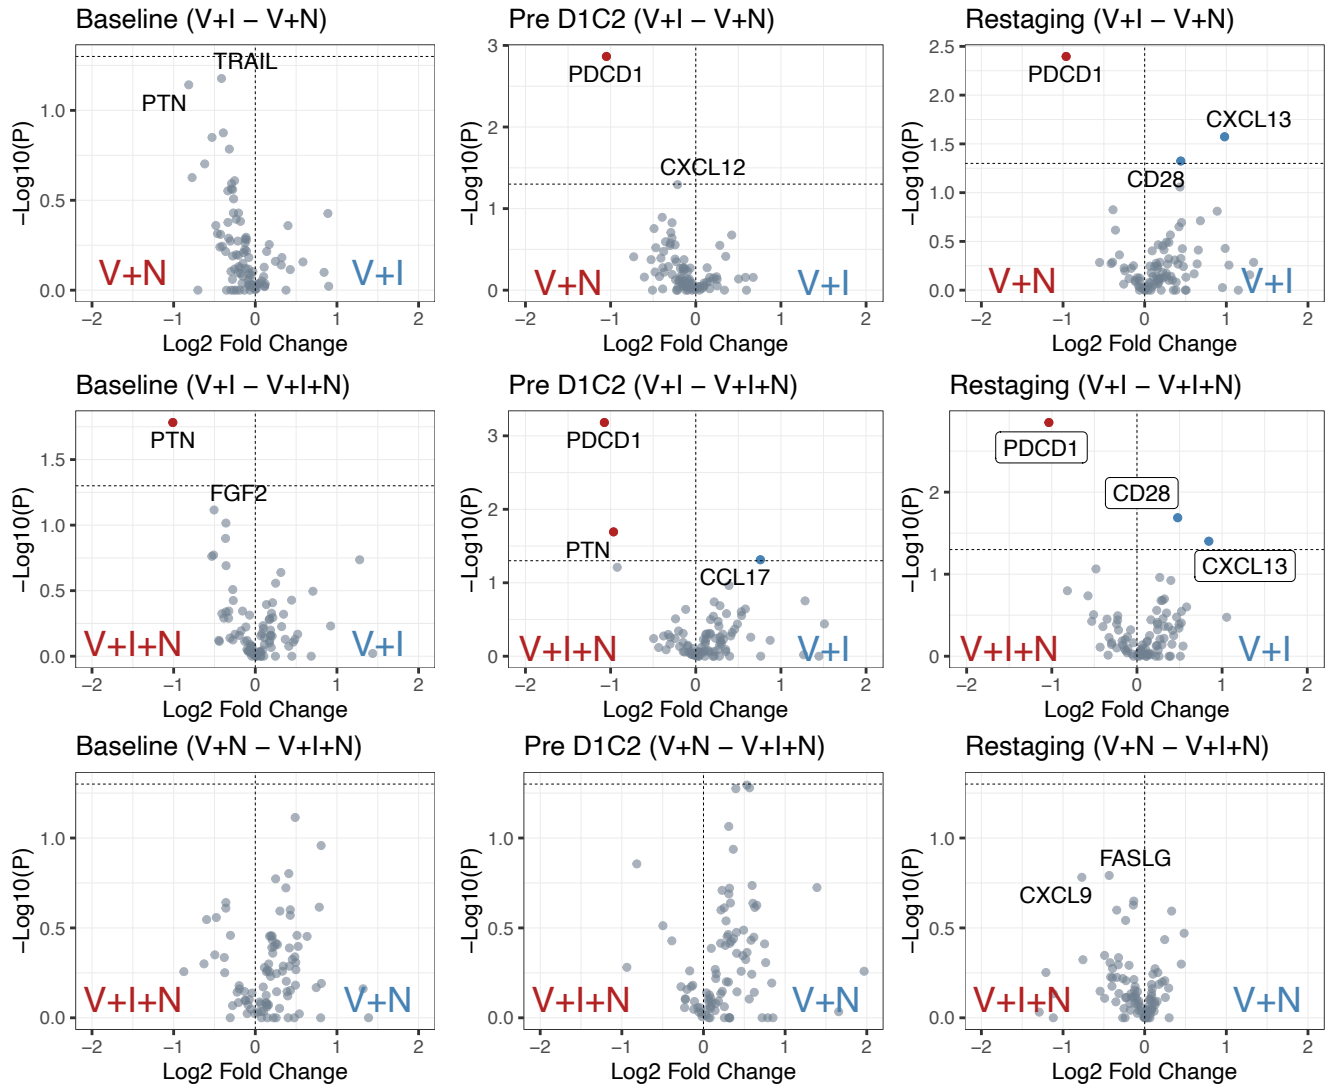 Baseline (V+I − V+N)
−Log10(P)
1.0
0.5
0.0
TRAIL
PTN
V+N
V+I
−2
−1
0
1
2
Log2 Fold Change
Pre D1C2 (V+I − V+N)
−Log10(P)
3
2
1
0
PDCD1
CXCL12
V+N
V+I
−2
−1
0
1
2
Log2 Fold Change
Restaging (V+I − V+N)
−Log10(P)
2.5
2.0
1.5
1.0
0.5
0.0
PDCD1
CXCL13
CD28
V+N
V+I
−2
−1
0
1
2
Log2 Fold Change
Baseline (V+I − V+I+N)
−Log10(P)
1.5
1.0
0.5
0.0
PTN
FGF2
V+I+N
V+I
−2
−1
0
1
2
Log2 Fold Change
Pre D1C2 (V+I − V+I+N)
−Log10(P)
3
2
1
0
PDCD1
PTN
CCL17
V+I+N
V+I
−2
−1
0
1
2
Log2 Fold Change
Restaging (V+I − V+I+N)
−Log10(P)
2
1
0
PDCD1
CD28
CXCL13
V+I+N
V+I
−2
−1
0
1
2
Log2 Fold Change
Baseline (V+N − V+I+N)
−Log10(P)
1.0
0.5
0.0
V+I+N
V+N
−2
−1
0
1
2
Log2 Fold Change
Pre D1C2 (V+N − V+I+N)
−Log10(P)
1.0
0.5
0.0
V+I+N
V+N
−2
−1
0
1
2
Log2 Fold Change
Restaging (V+N − V+I+N)
−Log10(P)
1.0
0.5
0.0
FASLG
CXCL9
V+I+N
V+N
−2
−1
0
1
2
Log2 Fold Change